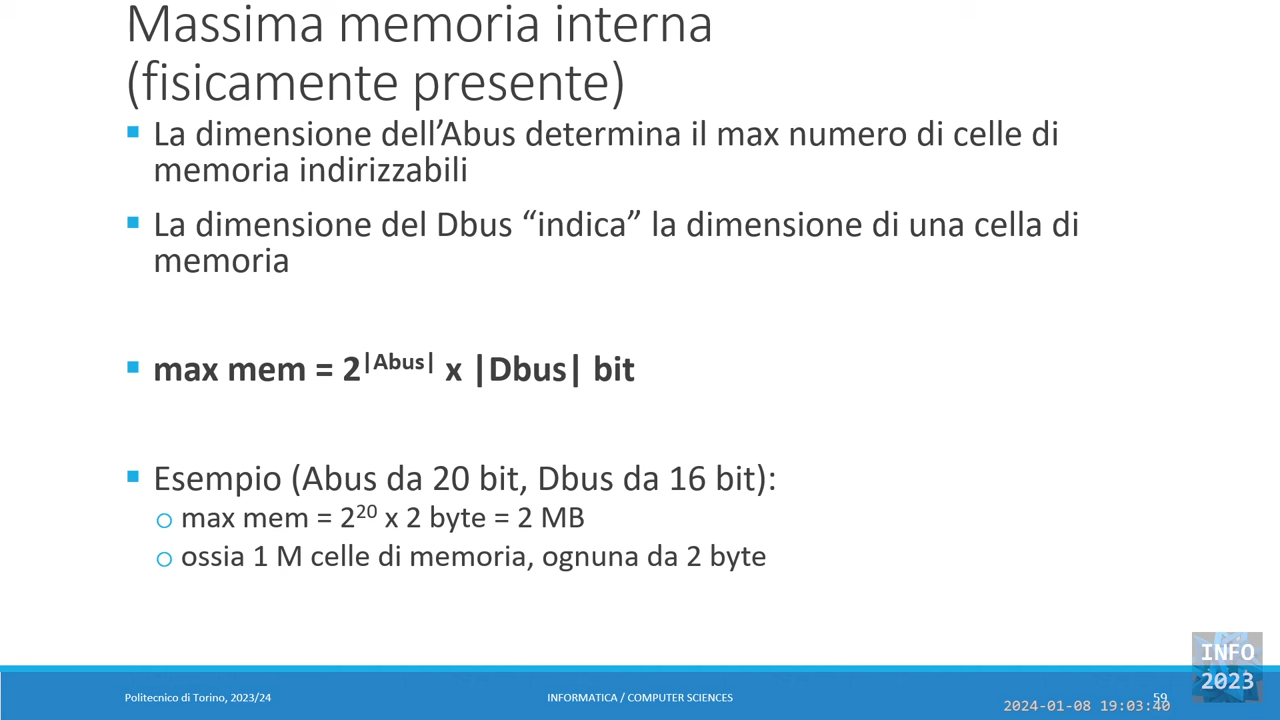 Massima memoria interna
(fisicamente presente)
▪ La dimensione dell’Abus determina il max numero di celle di
memoria indirizzabili
▪ La dimensione del Dbus “indica” la dimensione di una cella di
memoria
▪ max mem = 2^|Abus| x |Dbus| bit
▪ Esempio (Abus da 20 bit, Dbus da 16 bit):
o max mem = 2²⁰ x 2 byte = 2 MB
o ossia 1 M celle di memoria, ognuna da 2 byte
INFO
2023
Politecnico di Torino, 2023/24
INFORMATICA / COMPUTER SCIENCES
59
2024-01-08 19:03:40